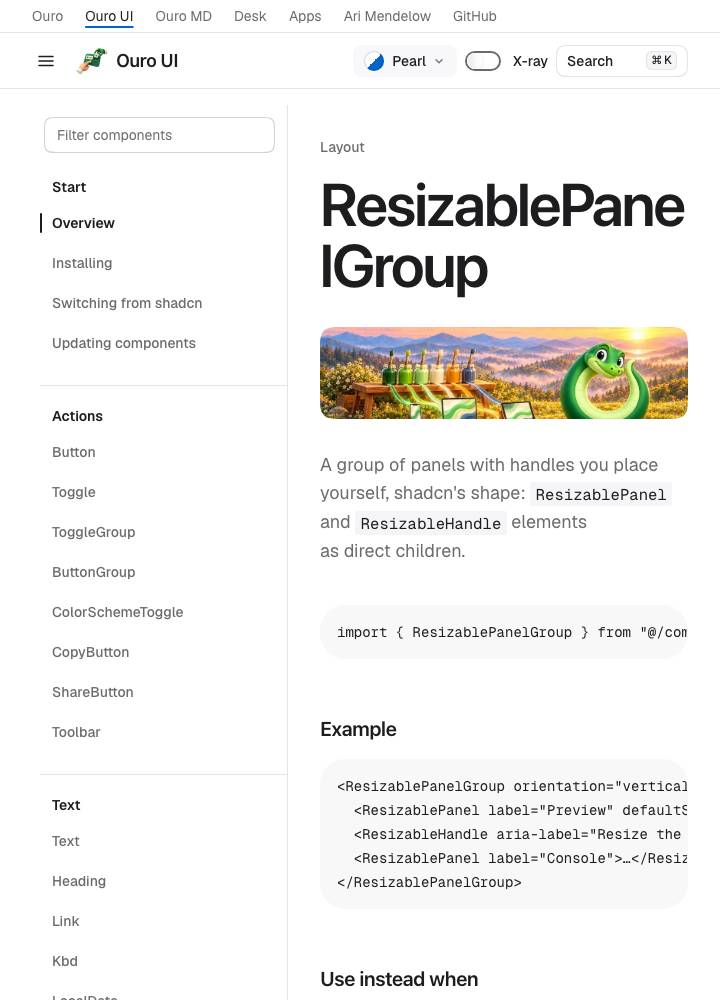 Ouro
Ouro UI
Ouro MD
Desk
Apps
Ari Mendelow
GitHub
Ouro UI
Pearl
X-ray
Search
⌘ K
Filter components
Start
Overview
Installing
Switching from shadcn
Updating components
Actions
Button
Toggle
ToggleGroup
ButtonGroup
ColorSchemeToggle
CopyButton
ShareButton
Toolbar
Text
Text
Heading
Link
Kbd
Layout
ResizablePane
lGroup
A group of panels with handles you place
yourself, shadcn's shape: ResizablePanel
and ResizableHandle elements
as direct children.
import { ResizablePanelGroup } from "@/com
Example
<ResizablePanelGroup orientation="vertical
<ResizablePanel label="Preview" defaultS
<ResizableHandle aria-label="Resize the
<ResizablePanel label="Console">…</Resiz
</ResizablePanelGroup>
Use instead when